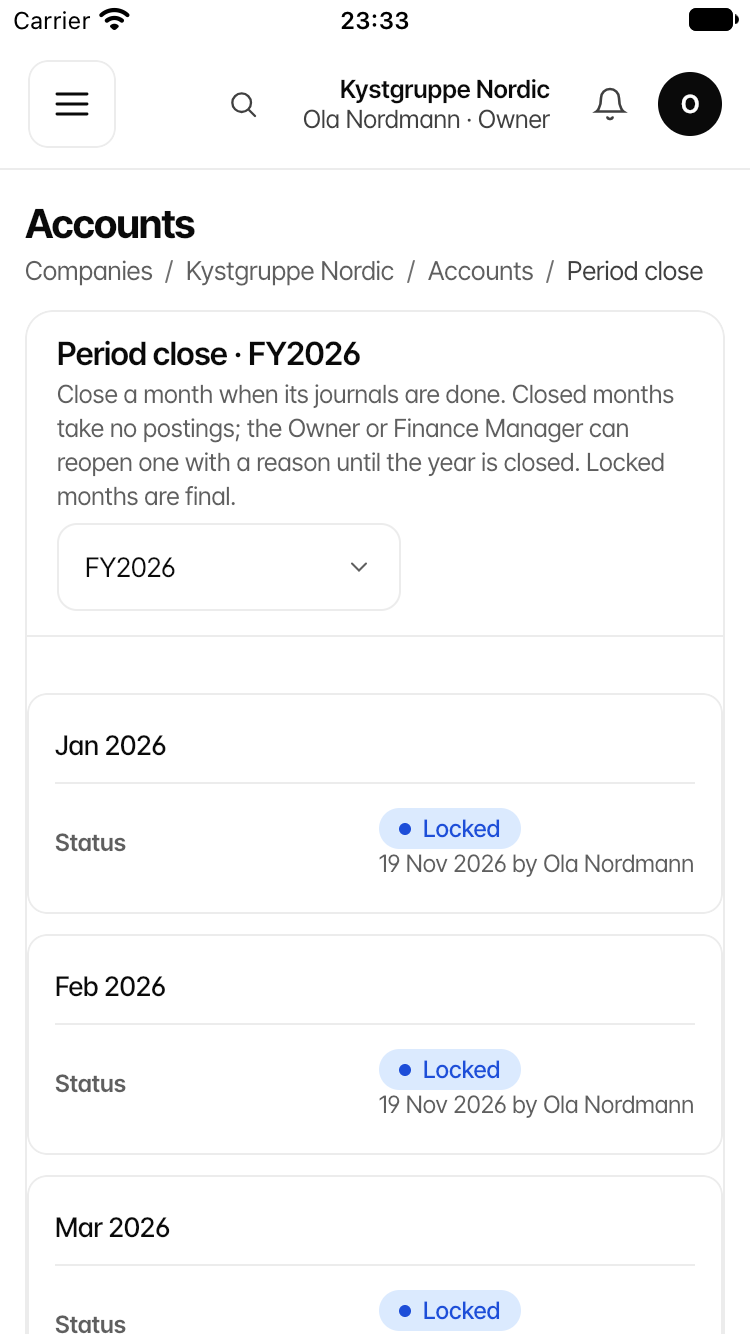 Carrier
23:33
Kystgruppe Nordic
Ola Nordmann · Owner
O
Accounts
Companies / Kystgruppe Nordic / Accounts / Period close
Period close · FY2026
Close a month when its journals are done. Closed months
take no postings; the Owner or Finance Manager can
reopen one with a reason until the year is closed. Locked
months are final.
FY2026
Jan 2026
Status
Locked
19 Nov 2026 by Ola Nordmann
Feb 2026
Status
Locked
19 Nov 2026 by Ola Nordmann
Mar 2026
Status
Locked